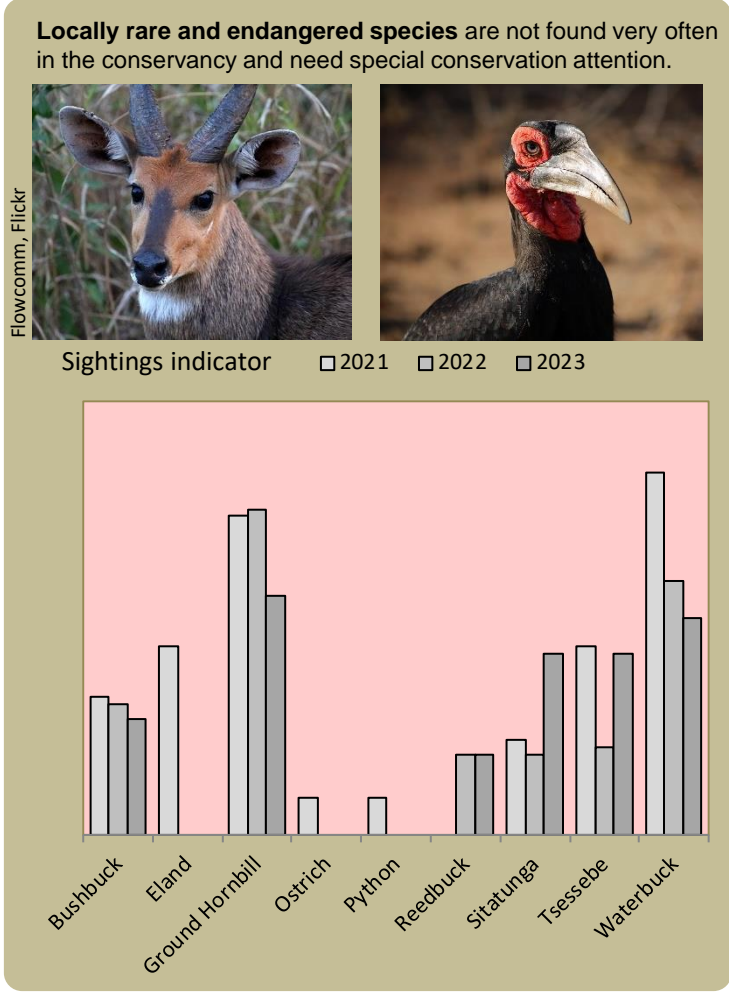 Locally rare and endangered species are not found very often
in the conservancy and need special conservation attention.
Flowcomm, Flickr
Sightings indicator
2021
2022
2023
Bushbuck
Eland
Ground Hornbill
Ostrich
Python
Reedbuck
Sitatunga
Tsessebe
Waterbuck